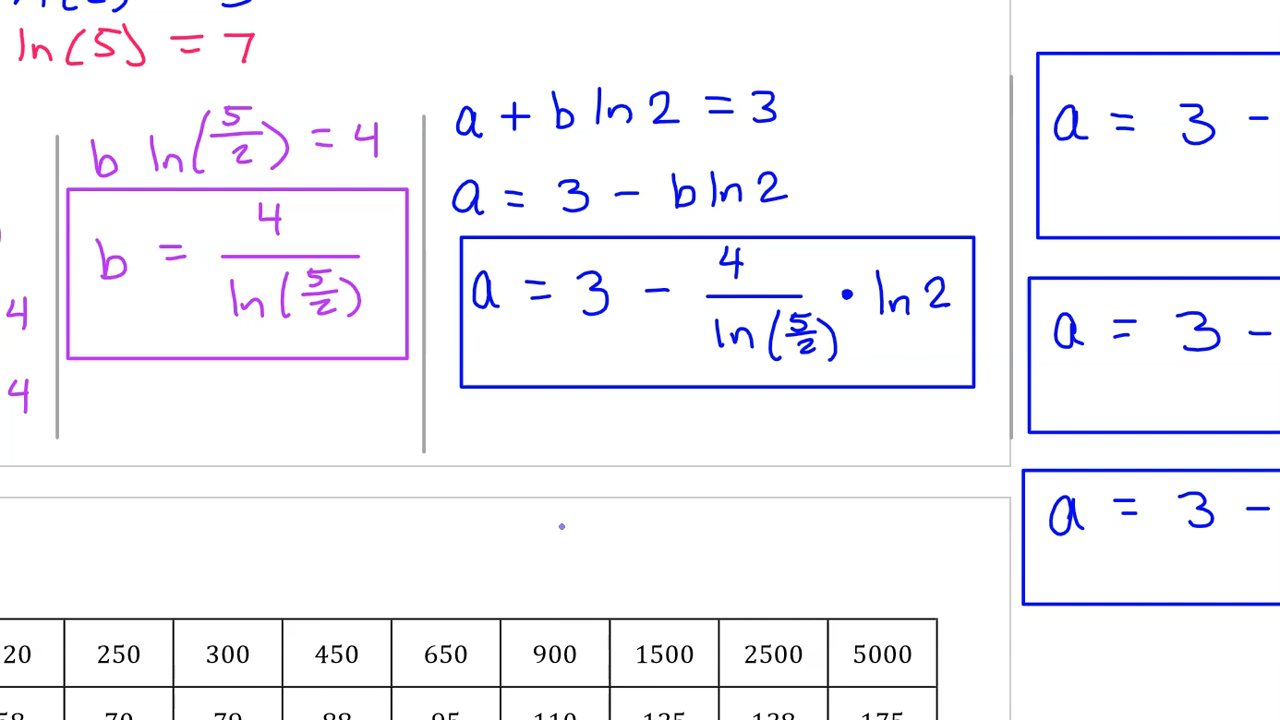 ln(5) = 7
b ln(5/2) = 4
b = 4/ln(5/2)
4
4
a + b ln 2 = 3
a = 3 - b ln 2
a = 3 - 4/ln(5/2) • ln 2
a = 3 -
a = 3 -
a = 3 -
20 250 300 450 650 900 1500 2500 5000